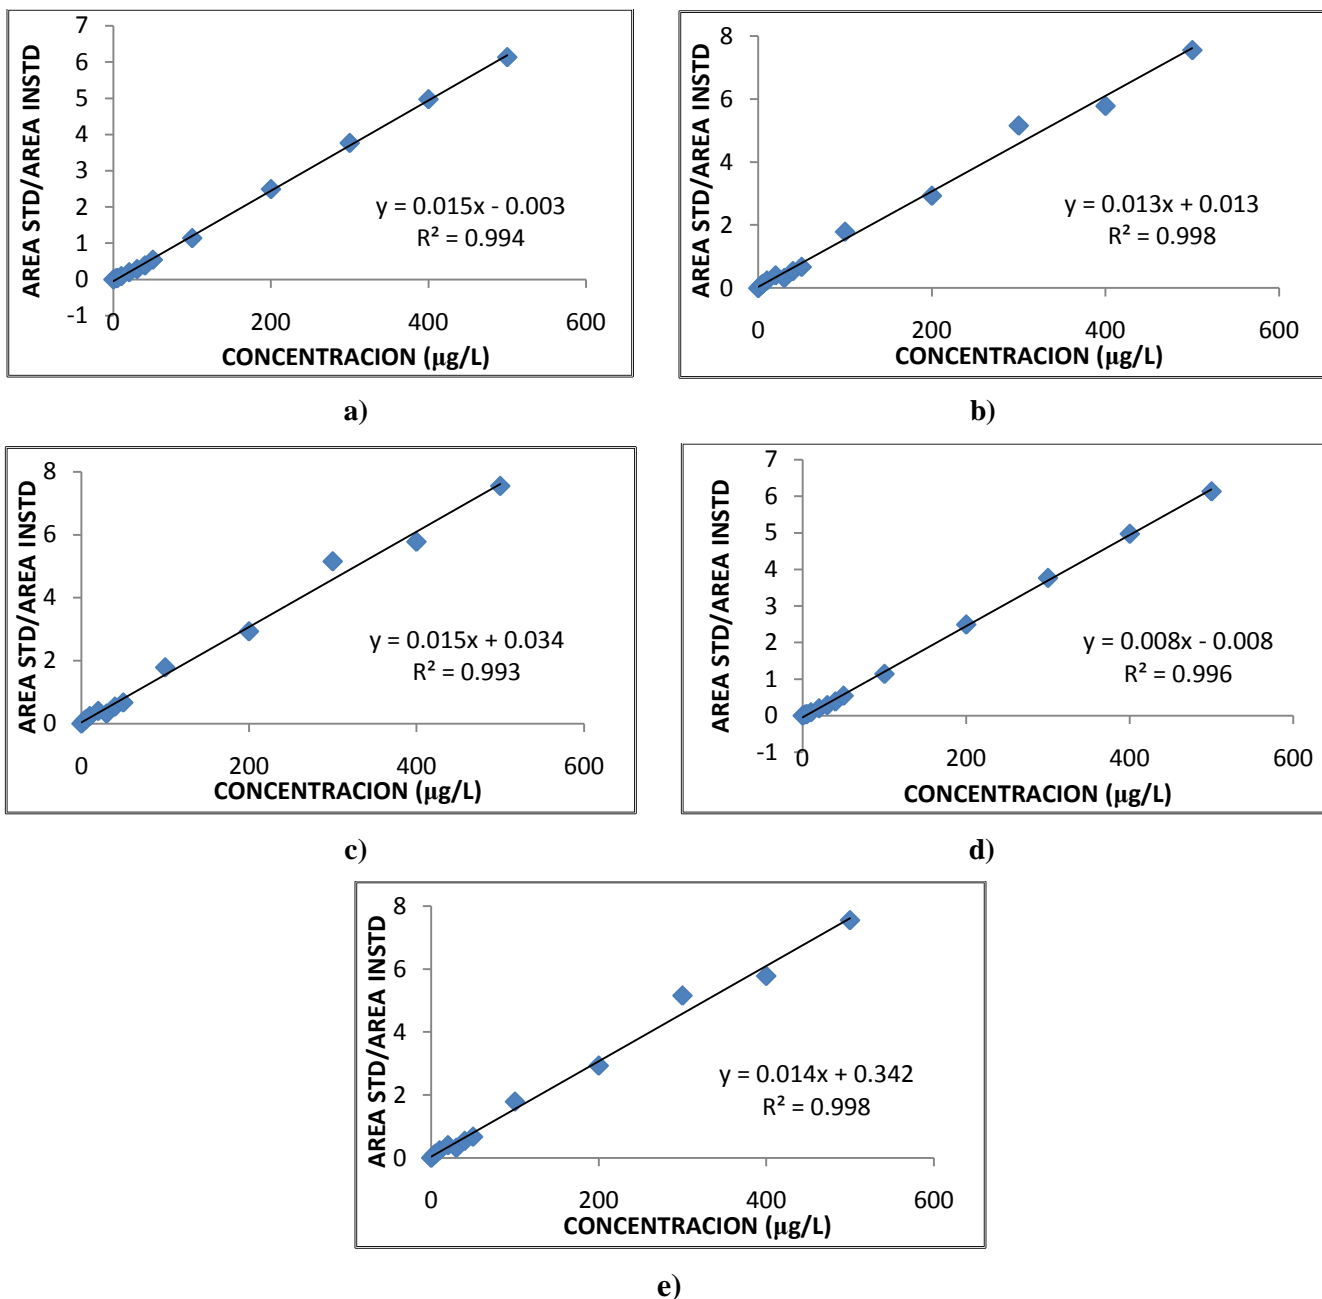 AREA STD/AREA INSTD
7
6
5
4
3
2
1
0
-1
y = 0.015x - 0.003
R² = 0.994
0 200 400 600
CONCENTRACION (µg/L)
a)
AREA STD/AREA INSTD
8
6
4
2
0
y = 0.013x + 0.013
R² = 0.998
0 200 400 600
CONCENTRACION (µg/L)
b)
AREA STD/AREA INSTD
8
6
4
2
0
y = 0.015x + 0.034
R² = 0.993
0 200 400 600
CONCENTRACION (µg/L)
c)
AREA STD/AREA INSTD
7
6
5
4
3
2
1
0
-1
y = 0.008x - 0.008
R² = 0.996
0 200 400 600
CONCENTRACION (µg/L)
d)
AREA STD/AREA INSTD
8
6
4
2
0
y = 0.014x + 0.342
R² = 0.998
0 200 400 600
CONCENTRACION (µg/L)
e)